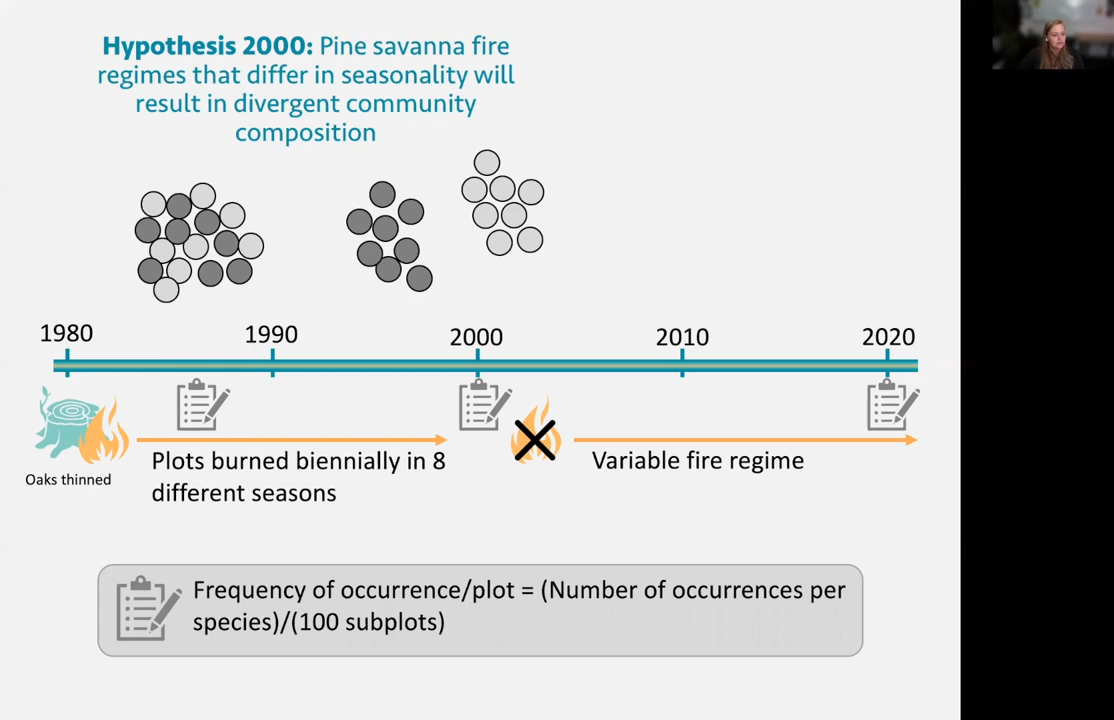 Hypothesis 2000: Pine savanna fire
regimes that differ in seasonality will
result in divergent community
composition
1980
1990
2000
2010
2020
Oaks thinned
Plots burned biennially in 8
different seasons
Variable fire regime
Frequency of occurrence/plot = (Number of occurrences per
species)/(100 subplots)